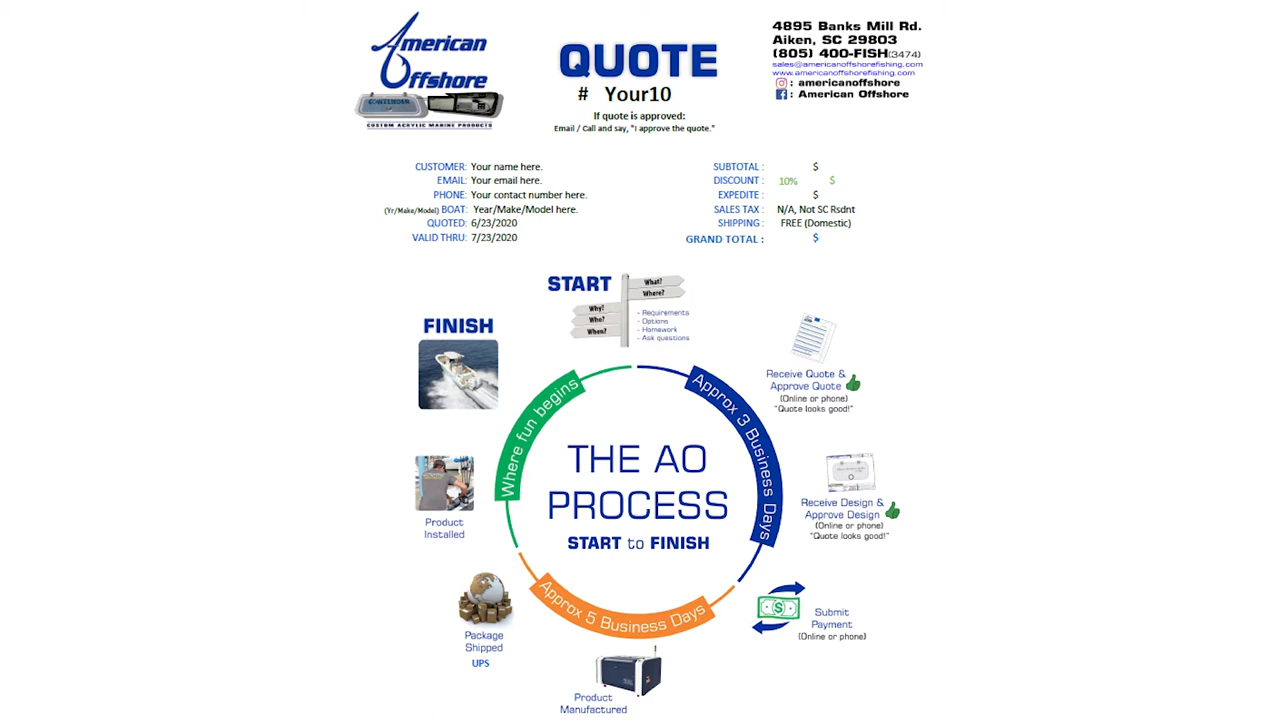 American
Offshore
CONTENDER
CUSTOM ACRYLIC MARINE PRODUCTS
QUOTE
# Your10
If quote is approved:
Email / Call and say, "I approve the quote."
4895 Banks Mill Rd.
Aiken, SC 29803
(805) 400-FISH(3474)
sales@americanoffshorefishing.com
www.americanoffshorefishing.com
: americanoffshore
: American Offshore
CUSTOMER: Your name here.
EMAIL: Your email here.
PHONE: Your contact number here.
(Yr/Make/Model) BOAT: Year/Make/Model here.
QUOTED: 6/23/2020
VALID THRU: 7/23/2020
SUBTOTAL : $
DISCOUNT : 10% $
EXPEDITE : $
SALES TAX : N/A, Not SC Rsdnt
SHIPPING : FREE (Domestic)
GRAND TOTAL : $
START
What?
Where?
Why?
Who?
When?
- Requirements
- Options
- Homework
- Ask questions
Receive Quote &
Approve Quote
(Online or phone)
"Quote looks good!"
Receive Design &
Approve Design
(Online or phone)
"Quote looks good!"
Submit
Payment
(Online or phone)
Product
Manufactured
Package
Shipped
UPS
Product
Installed
FINISH
Approx 3 Business Days
Approx 5 Business Days
Where fun begins
THE AO
PROCESS
START to FINISH